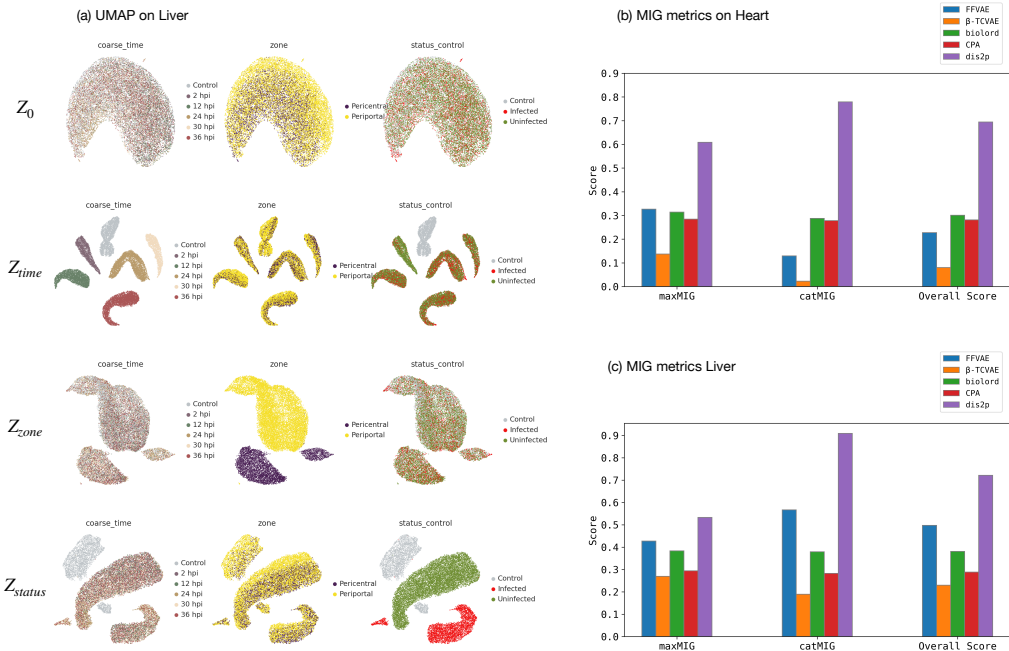 (a) UMAP on Liver
coarse_time
zone
status_control
Z0
Control
2 hpi
12 hpi
24 hpi
30 hpi
36 hpi
Pericentral
Periportal
Control
Infected
Uninfected
coarse_time
zone
status_control
Ztime
Control
2 hpi
12 hpi
24 hpi
30 hpi
36 hpi
Pericentral
Periportal
Control
Infected
Uninfected
coarse_time
zone
status_control
Zzone
Control
2 hpi
12 hpi
24 hpi
30 hpi
36 hpi
Pericentral
Periportal
Control
Infected
Uninfected
coarse_time
zone
status_control
Zstatus
Control
2 hpi
12 hpi
24 hpi
30 hpi
36 hpi
Pericentral
Periportal
Control
Infected
Uninfected
(b) MIG metrics on Heart
FFVAE
β-TCVAE
biolord
CPA
dis2p
0.9
0.8
0.7
0.6
0.5
0.4
0.3
0.2
0.1
0.0
Score
maxMIG
catMIG
Overall Score
(c) MIG metrics Liver
FFVAE
β-TCVAE
biolord
CPA
dis2p
0.9
0.8
0.7
0.6
0.5
0.4
0.3
0.2
0.1
0.0
Score
maxMIG
catMIG
Overall Score